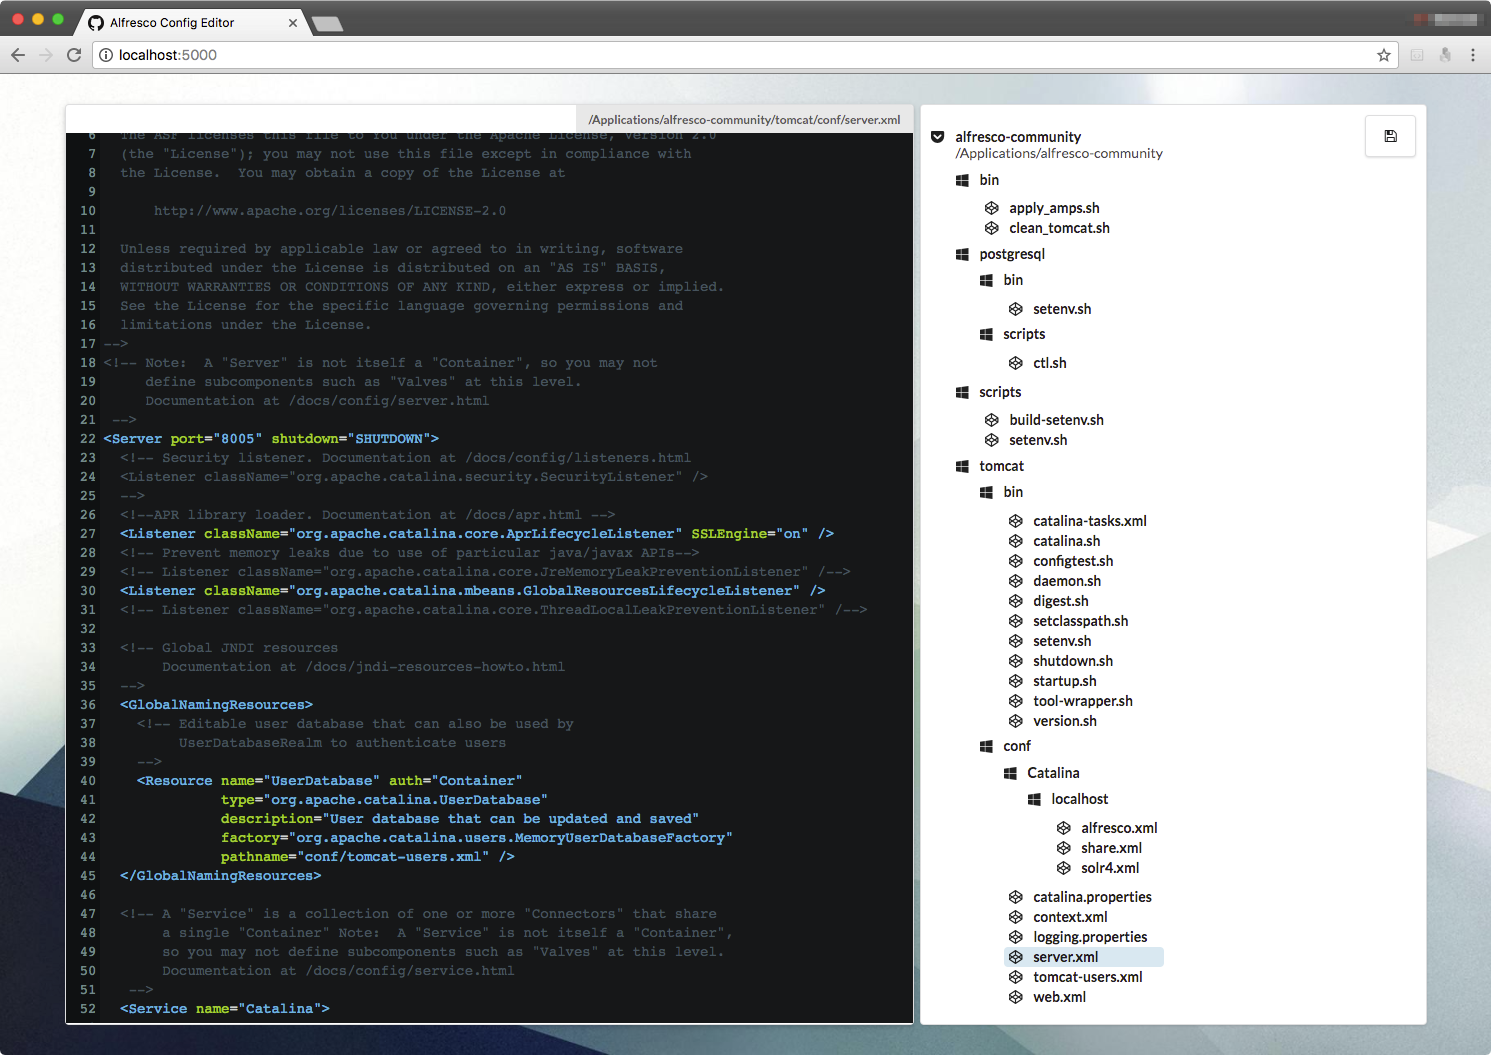 Alfresco Config Editor
localhost:5000
/Applications/alfresco-community/tomcat/conf/server.xml
6 The ASF licenses this file to You under the Apache License, Version 2.0
7 (the "License"); you may not use this file except in compliance with
8 the License.  You may obtain a copy of the License at
9
10 http://www.apache.org/licenses/LICENSE-2.0
11
12 Unless required by applicable law or agreed to in writing, software
13 distributed under the License is distributed on an "AS IS" BASIS,
14 WITHOUT WARRANTIES OR CONDITIONS OF ANY KIND, either express or implied.
15 See the License for the specific language governing permissions and
16 limitations under the License.
17 -->
18 <!-- Note:  A "Server" is not itself a "Container", so you may not
19 define subcomponents such as "Valves" at this level.
20 Documentation at /docs/config/server.html
21 -->
22 <Server port="8005" shutdown="SHUTDOWN">
23 <!-- Security listener. Documentation at /docs/config/listeners.html
24 <Listener className="org.apache.catalina.security.SecurityListener" />
25 -->
26 <!--APR library loader. Documentation at /docs/apr.html -->
27 <Listener className="org.apache.catalina.core.AprLifecycleListener" SSLEngine="on" />
28 <!-- Prevent memory leaks due to use of particular java/javax APIs-->
29 <!-- Listener className="org.apache.catalina.core.JreMemoryLeakPreventionListener" /-->
30 <Listener className="org.apache.catalina.mbeans.GlobalResourcesLifecycleListener" />
31 <!-- Listener className="org.apache.catalina.core.ThreadLocalLeakPreventionListener" /-->
32
33 <!-- Global JNDI resources
34 Documentation at /docs/jndi-resources-howto.html
35 -->
36 <GlobalNamingResources>
37 <!-- Editable user database that can also be used by
38 UserDatabaseRealm to authenticate users
39 -->
40 <Resource name="UserDatabase" auth="Container"
41 type="org.apache.catalina.UserDatabase"
42 description="User database that can be updated and saved"
43 factory="org.apache.catalina.users.MemoryUserDatabaseFactory"
44 pathname="conf/tomcat-users.xml" />
45 </GlobalNamingResources>
46
47 <!-- A "Service" is a collection of one or more "Connectors" that share
48 a single "Container" Note:  A "Service" is not itself a "Container",
49 so you may not define subcomponents such as "Valves" at this level.
50 Documentation at /docs/config/service.html
51 -->
52 <Service name="Catalina">
alfresco-community
/Applications/alfresco-community
bin
apply_amps.sh
clean_tomcat.sh
postgresql
bin
setenv.sh
scripts
ctl.sh
scripts
build-setenv.sh
setenv.sh
tomcat
bin
catalina-tasks.xml
catalina.sh
configtest.sh
daemon.sh
digest.sh
setclasspath.sh
setenv.sh
shutdown.sh
startup.sh
tool-wrapper.sh
version.sh
conf
Catalina
localhost
alfresco.xml
share.xml
solr4.xml
catalina.properties
context.xml
logging.properties
server.xml
tomcat-users.xml
web.xml